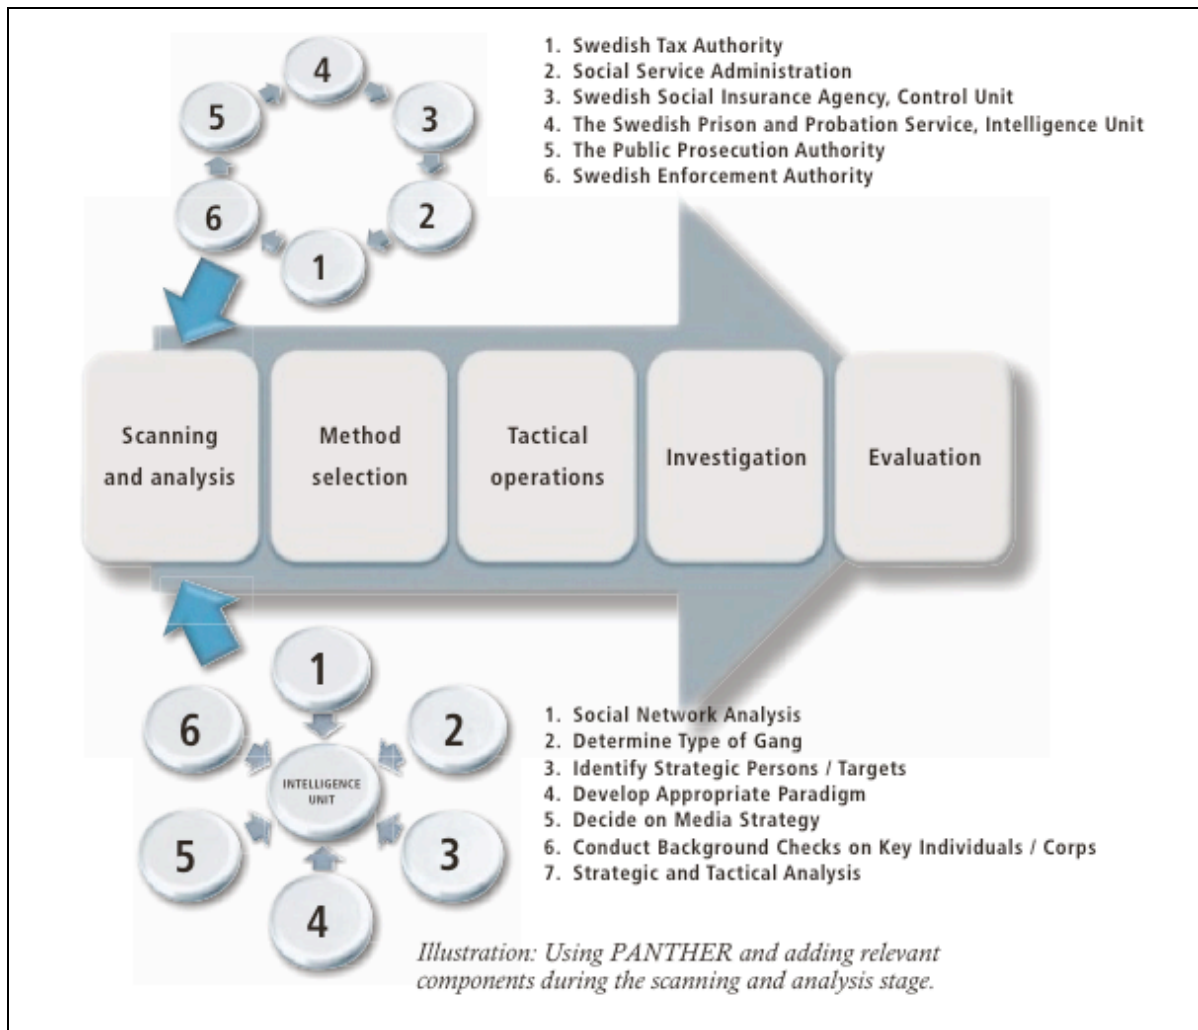 4
3
2
1
6
5
1. Swedish Tax Authority
2. Social Service Administration
3. Swedish Social Insurance Agency, Control Unit
4. The Swedish Prison and Probation Service, Intelligence Unit
5. The Public Prosecution Authority
6. Swedish Enforcement Authority
Scanning
and analysis
Method
selection
Tactical
operations
Investigation
Evaluation
1
2
3
4
5
6
INTELLIGENCE
UNIT
1. Social Network Analysis
2. Determine Type of Gang
3. Identify Strategic Persons / Targets
4. Develop Appropriate Paradigm
5. Decide on Media Strategy
6. Conduct Background Checks on Key Individuals / Corps
7. Strategic and Tactical Analysis
Illustration: Using PANTHER and adding relevant
components during the scanning and analysis stage.